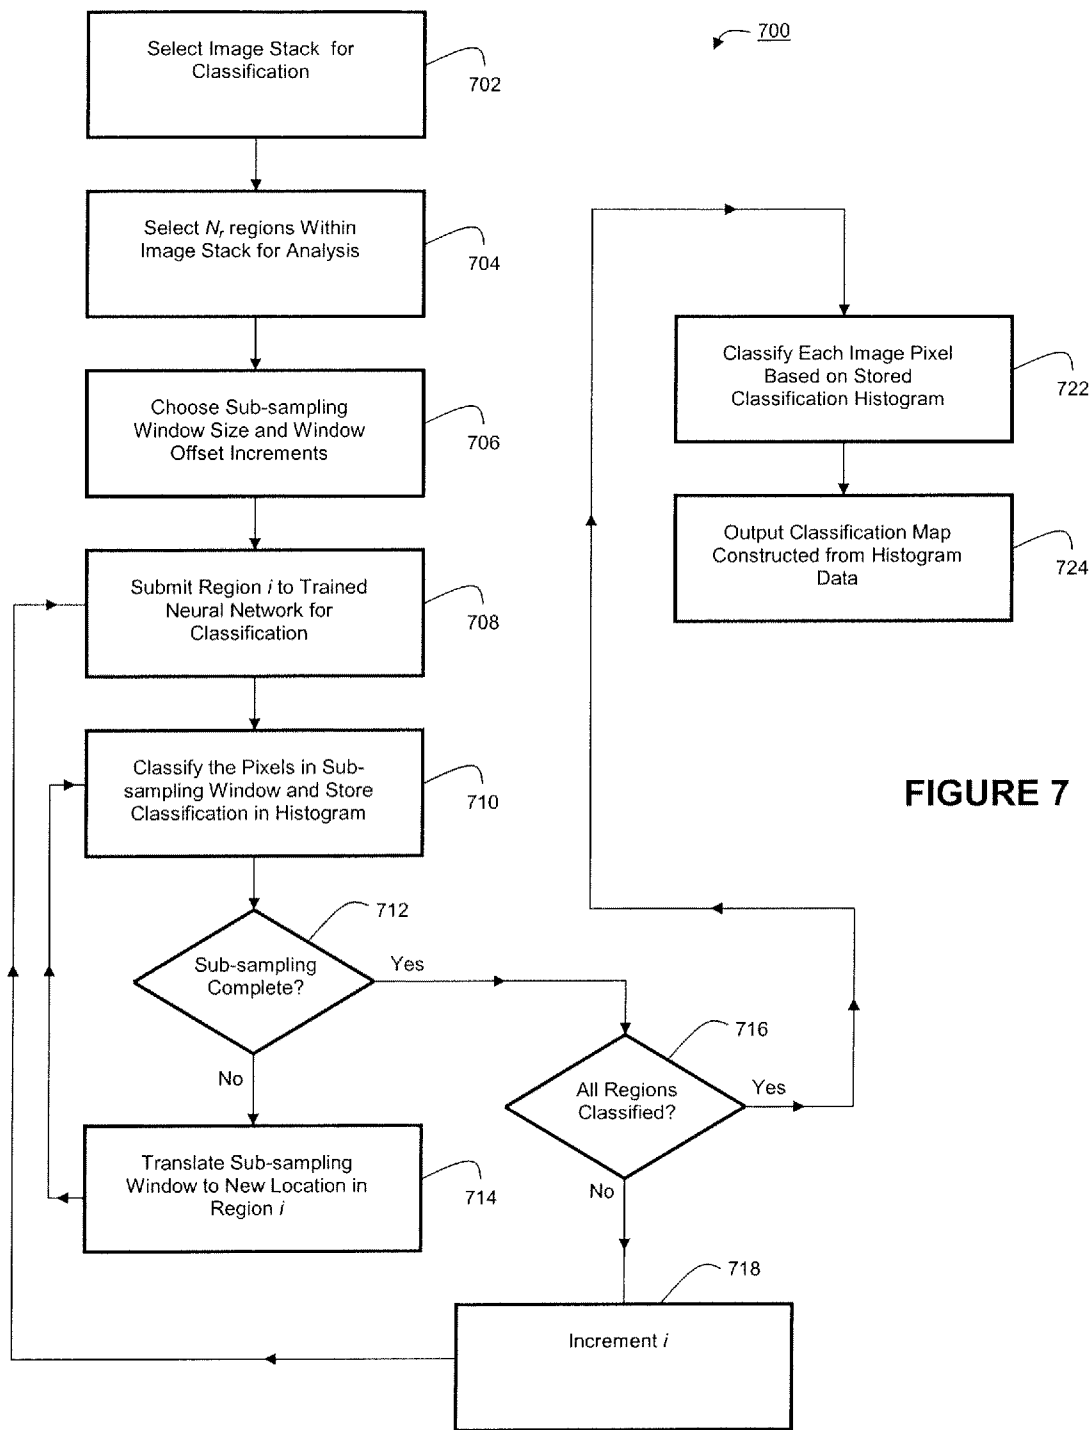 700
Select Image Stack for
Classification
702
Select Nr regions Within
Image Stack for Analysis
704
Choose Sub-sampling
Window Size and Window
Offset Increments
706
Submit Region i to Trained
Neural Network for
Classification
708
Classify the Pixels in Sub-
sampling Window and Store
Classification in Histogram
710
712
Sub-sampling
Complete?
Yes
No
Translate Sub-sampling
Window to New Location in
Region i
714
716
All Regions
Classified?
Yes
No
718
Increment i
Classify Each Image Pixel
Based on Stored
Classification Histogram
722
Output Classification Map
Constructed from Histogram
Data
724
FIGURE 7